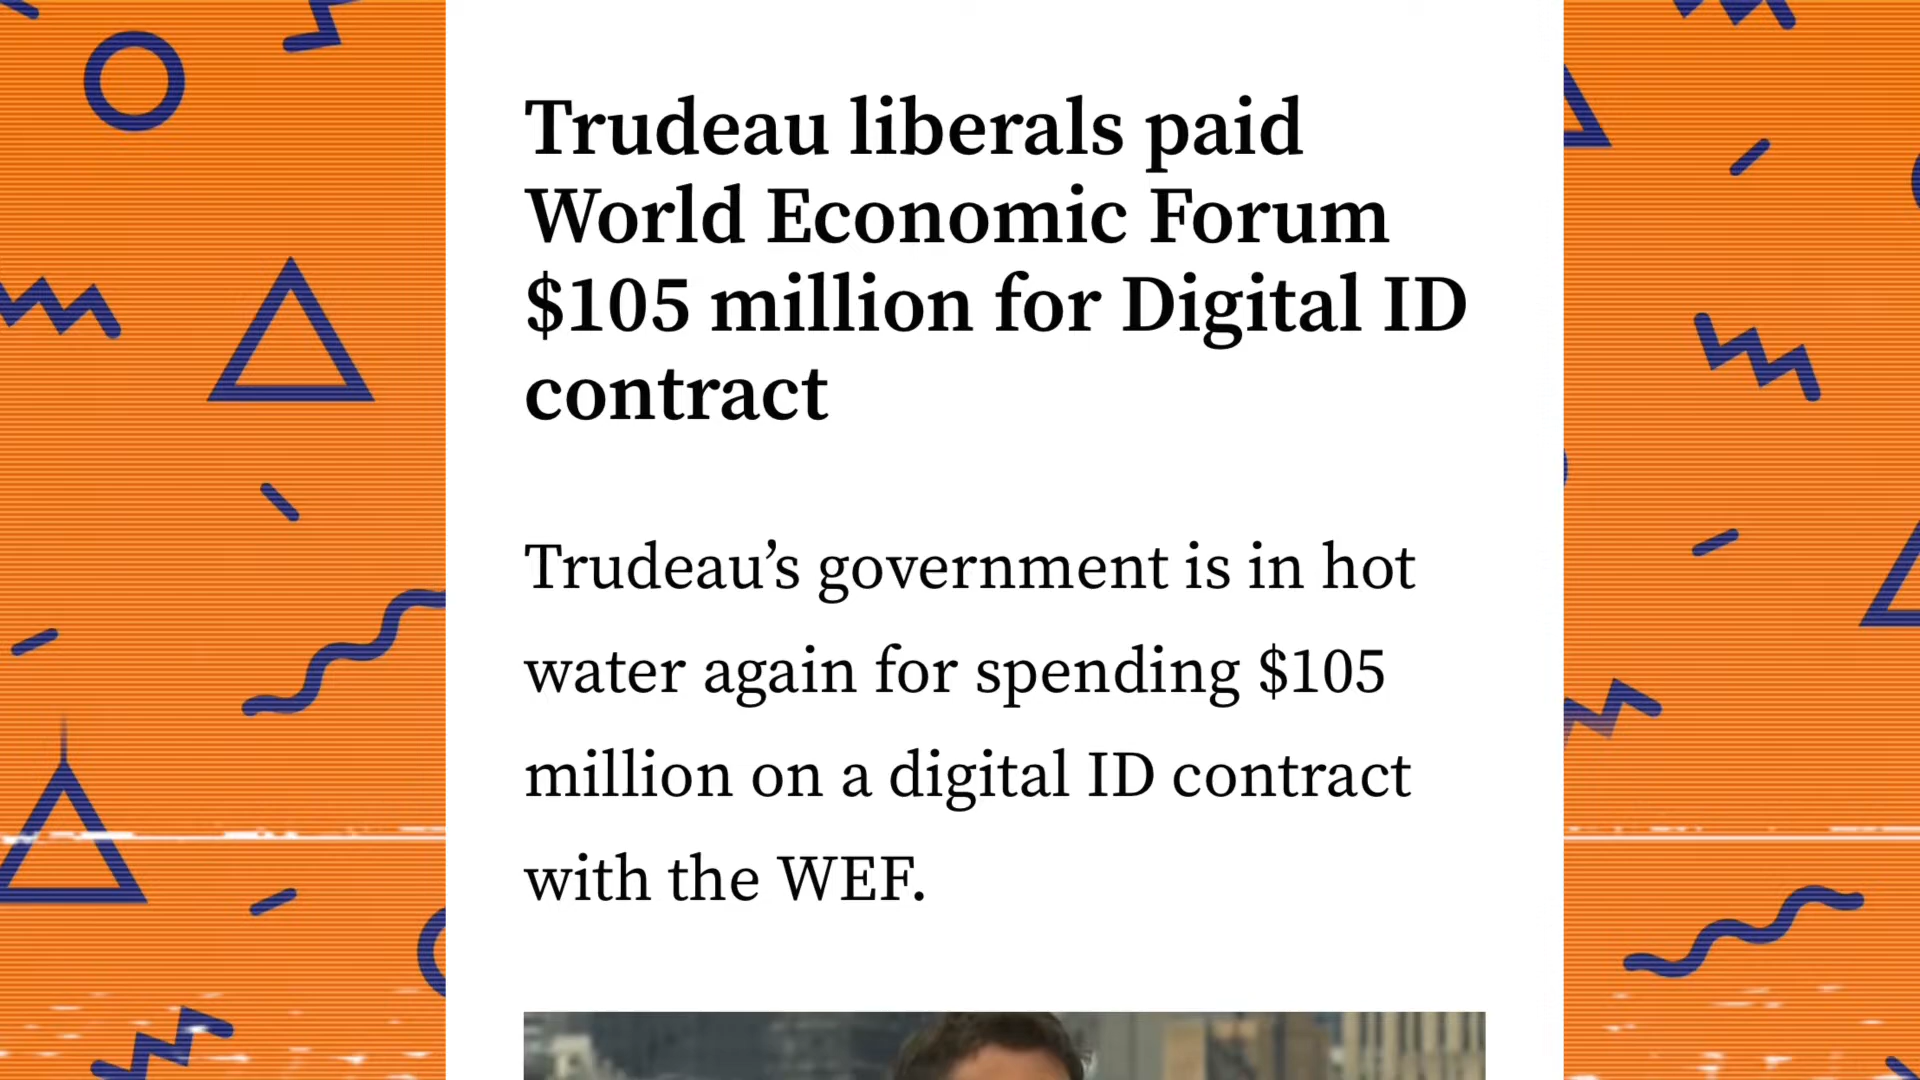 Trudeau liberals paid
World Economic Forum
$105 million for Digital ID
contract
Trudeau’s government is in hot
water again for spending $105
million on a digital ID contract
with the WEF.